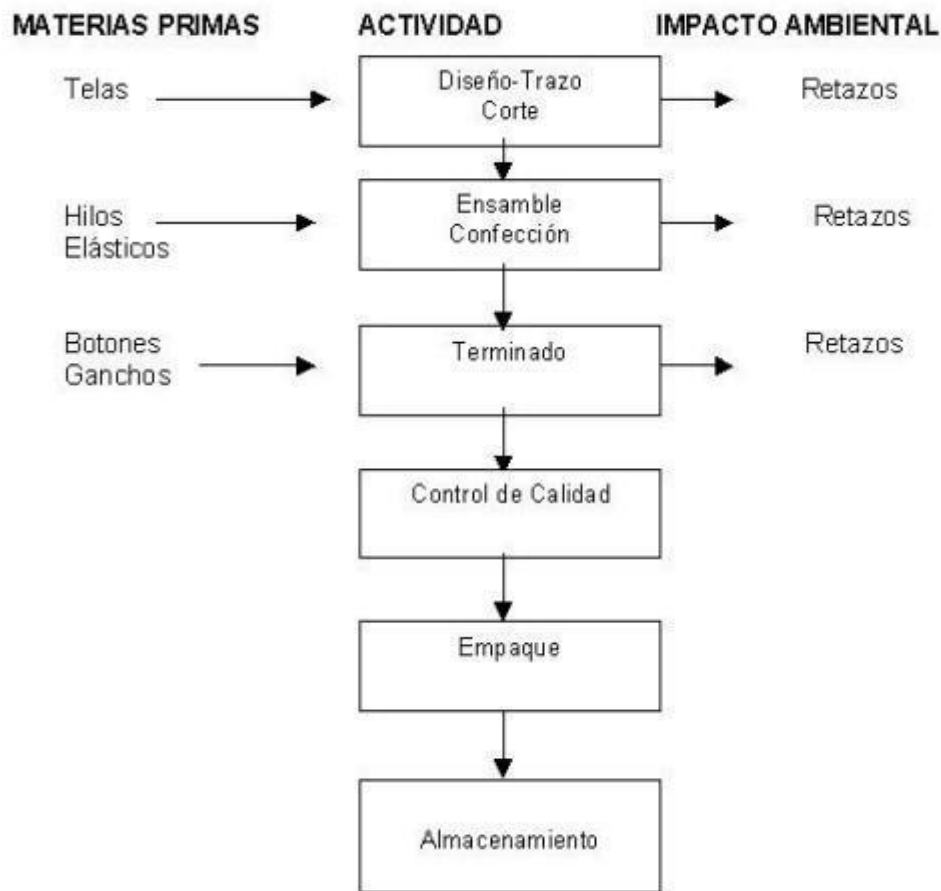 MATERIAS PRIMAS ACTIVIDAD IMPACTO AMBIENTAL
Telas
Diseño-Trazo
Corte
Retazos
Hilos
Elásticos
Ensamble
Confección
Retazos
Botones
Ganchos
Terminado
Retazos
Control de Calidad
Empaque
Almacenamiento